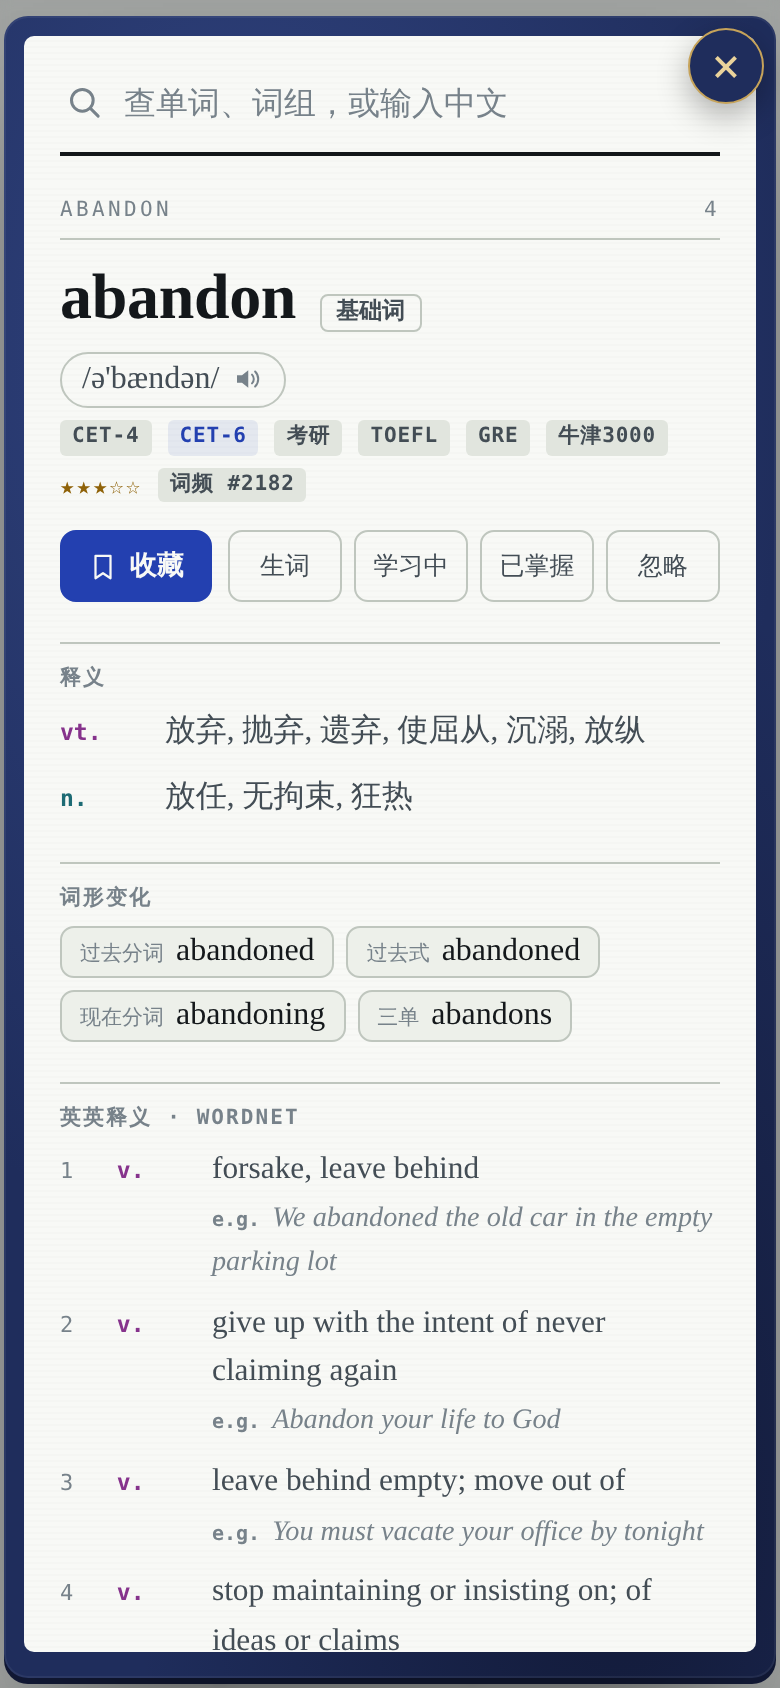 查单词、词组，或输入中文
ABANDON 4
abandon 基础词
/ə'bændən/
CET-4 CET-6 考研 TOEFL GRE 牛津3000
★★★☆☆ 词频 #2182
收藏 生词 学习中 已掌握 忽略
释义
vt. 放弃, 抛弃, 遗弃, 使屈从, 沉溺, 放纵
n. 放任, 无拘束, 狂热
词形变化
过去分词 abandoned 过去式 abandoned
现在分词 abandoning 三单 abandons
英英释义 · WORDNET
1 v. forsake, leave behind
e.g. We abandoned the old car in the empty
parking lot
2 v. give up with the intent of never
claiming again
e.g. Abandon your life to God
3 v. leave behind empty; move out of
e.g. You must vacate your office by tonight
4 v. stop maintaining or insisting on; of
ideas or claims